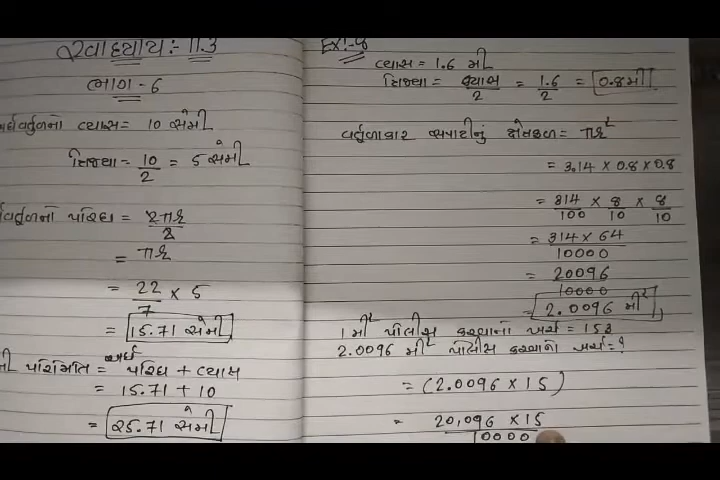 સ્વાધ્યાય:- 11.3
ભાગ - 6
અર્ધવર્તુળનો વ્યાસ = 10 સેમી
ત્રિજ્યા = 10/2 = 5 સેમી
અર્ધવર્તુળનો પરિઘ = 2πr/2
= πr
= 22/7 × 5
= 15.71 સેમી
ની પરિમિતિ = અર્ધ પરિઘ + વ્યાસ
= 15.71 + 10
= 25.71 સેમી
Ex:-8
વ્યાસ = 1.6 મી
ત્રિજ્યા = વ્યાસ/2 = 1.6/2 = 0.8મી
વર્તુળાકાર સપાટીનું ક્ષેત્રફળ = πr²
= 3.14 × 0.8 × 0.8
= 314/100 × 8/10 × 8/10
= 314 × 64/10000
= 20096/10000
= 2.0096 મી²
1 મી² પોલીસ કરવાનો ખર્ચ = 15રૂ
2.0096 મી² પોલીસ કરવાનો ખર્ચ = ?
= (2.0096 × 15)
= 20,096 × 15/10000